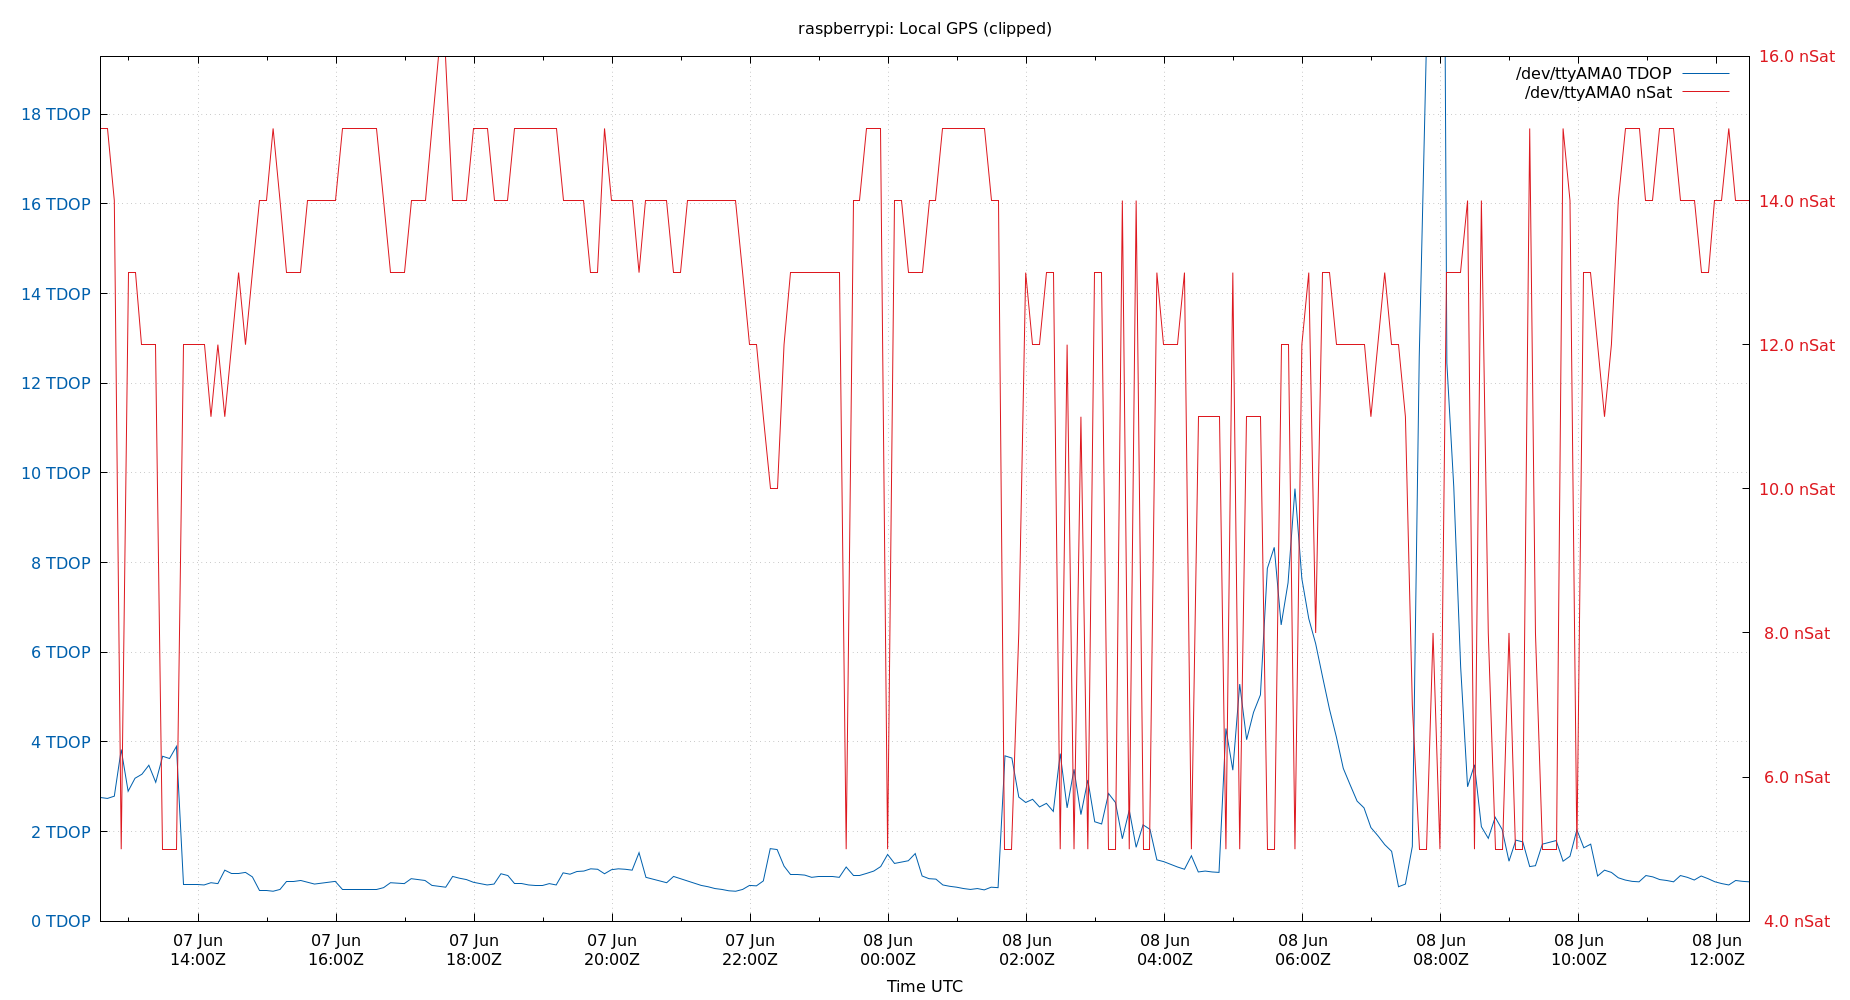 raspberrypi: Local GPS (clipped)
/dev/ttyAMA0 TDOP
/dev/ttyAMA0 nSat
18 TDOP
16 TDOP
14 TDOP
12 TDOP
10 TDOP
8 TDOP
6 TDOP
4 TDOP
2 TDOP
0 TDOP
16.0 nSat
14.0 nSat
12.0 nSat
10.0 nSat
8.0 nSat
6.0 nSat
4.0 nSat
07 Jun 14:00Z
07 Jun 16:00Z
07 Jun 18:00Z
07 Jun 20:00Z
07 Jun 22:00Z
08 Jun 00:00Z
08 Jun 02:00Z
08 Jun 04:00Z
08 Jun 06:00Z
08 Jun 08:00Z
08 Jun 10:00Z
08 Jun 12:00Z
Time UTC